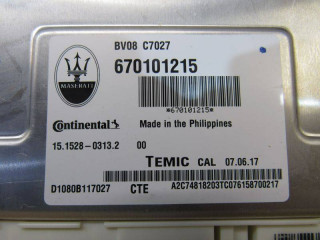 BV08 C7027
670101215
MASERATI
*670101215*
Continental Made in the Philippines
15.1528-0313.2 00
TEMIC CAL 07.06.17
D1080B117027 CTE A2C74818203TC076158700217